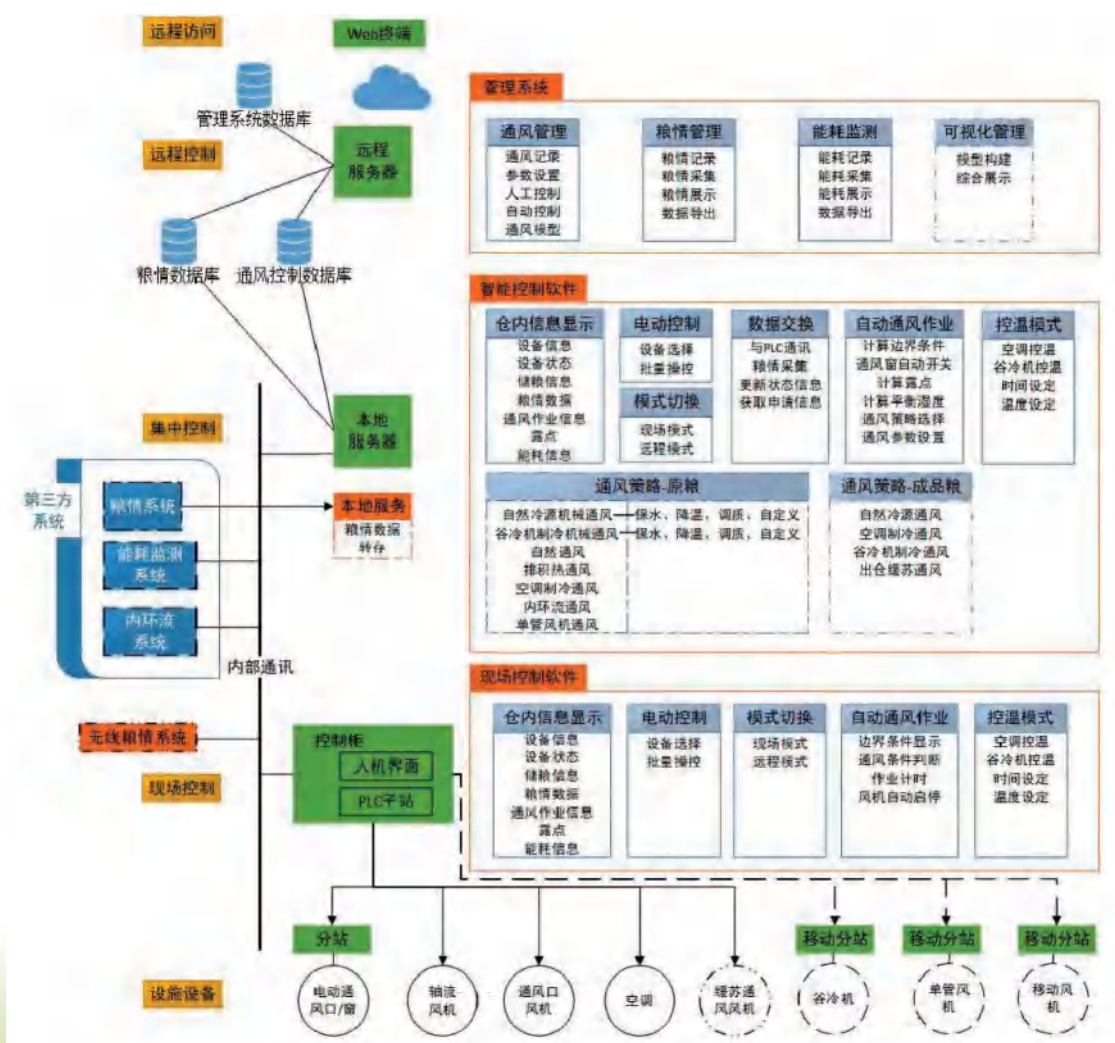 远程访问
Web终端
管理系统数据库
远程控制
远程
服务器
粮情数据库
通风控制数据库
集中控制
本地
服务器
第三方
系统
粮情系统
能耗监测
系统
内环流
系统
本地服务
粮情数据
转存
内部通讯
无线粮情系统
现场控制
控制柜
人机界面
PLC子站
管理系统
通风管理
通风记录
参数设置
人工控制
自动控制
通风模型
粮情管理
粮情记录
粮情采集
粮情展示
数据导出
能耗监测
能耗记录
能耗采集
能耗展示
数据导出
可视化管理
模型构建
综合展示
智能控制软件
仓内信息显示
设备信息
设备状态
储粮信息
粮情数据
通风作业信息
露点
能耗信息
电动控制
设备选择
批量操控
模式切换
现场模式
远程模式
数据交换
与PLC通讯
粮情采集
更新状态信息
获取申请信息
自动通风作业
计算边界条件
通风窗自动开关
计算露点
计算平衡湿度
通风策略选择
通风参数设置
控温模式
空调控温
谷冷机控温
时间设定
温度设定
通风策略-原粮
自然冷源机械通风 保水、降温、调质、自定义
谷冷机制冷机械通风 保水、降温、调质、自定义
自然通风
排积热通风
空调制冷通风
内环流通风
单管风机通风
通风策略-成品粮
自然冷源通风
空调制冷通风
谷冷机制冷通风
出仓缓苏通风
现场控制软件
仓内信息显示
设备信息
设备状态
储粮信息
粮情数据
通风作业信息
露点
能耗信息
电动控制
设备选择
批量操控
模式切换
现场模式
远程模式
自动通风作业
边界条件显示
通风条件判断
作业计时
风机自动启停
控温模式
空调控温
谷冷机控温
时间设定
温度设定
分站
移动分站
移动分站
移动分站
设施设备
电动通
风口/窗
轴流
风机
通风口
风机
空调
缓苏通
风风机
谷冷机
单管风
机
移动风
机